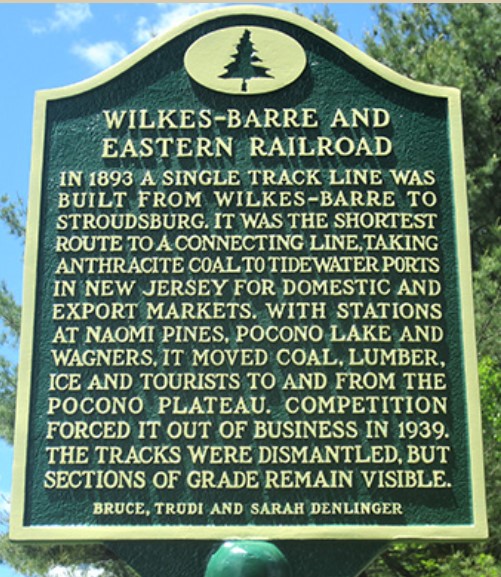 WILKES-BARRE AND
EASTERN RAILROAD
IN 1893 A SINGLE TRACK LINE WAS
BUILT FROM WILKES-BARRE TO
STROUDSBURG. IT WAS THE SHORTEST
ROUTE TO A CONNECTING LINE, TAKING
ANTHRACITE COAL TO TIDEWATER PORTS
IN NEW JERSEY FOR DOMESTIC AND
EXPORT MARKETS. WITH STATIONS
AT NAOMI PINES, POCONO LAKE AND
WAGNERS, IT MOVED COAL, LUMBER,
ICE AND TOURISTS TO AND FROM THE
POCONO PLATEAU. COMPETITION
FORCED IT OUT OF BUSINESS IN 1939.
THE TRACKS WERE DISMANTLED, BUT
SECTIONS OF GRADE REMAIN VISIBLE.
BRUCE, TRUDI AND SARAH DENLINGER